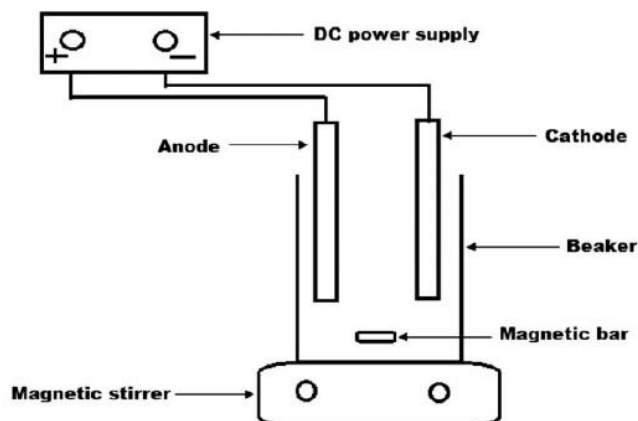 DC power supply
+ −
Anode
Cathode
Beaker
Magnetic bar
Magnetic stirrer